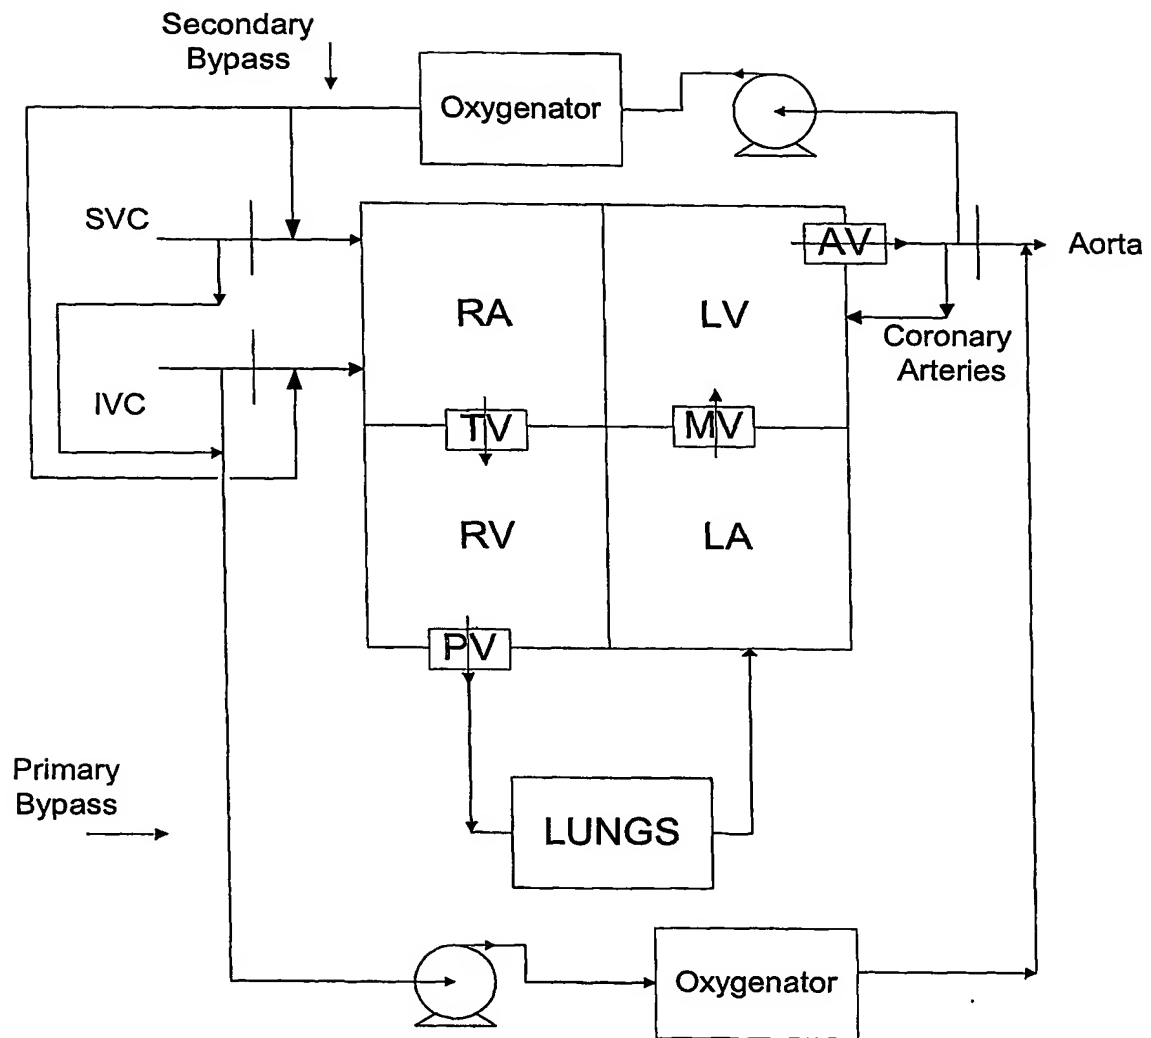 Secondary
Bypass
Oxygenator
SVC
AV
Aorta
RA
LV
Coronary
Arteries
IVC
TV
MV
RV
LA
PV
Primary
Bypass
LUNGS
Oxygenator